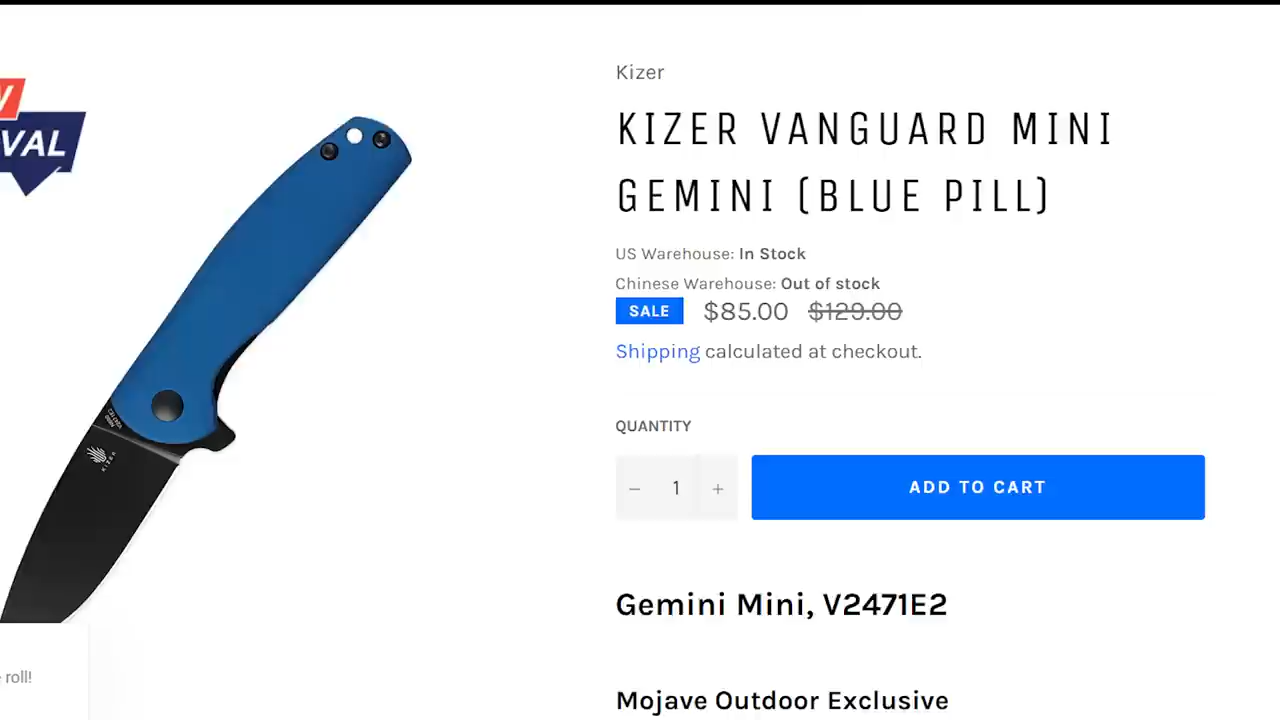 VAL
Kizer
KIZER VANGUARD MINI
GEMINI (BLUE PILL)
US Warehouse: In Stock
Chinese Warehouse: Out of stock
SALE $85.00 $129.00
Shipping calculated at checkout.
QUANTITY
− 1 +
ADD TO CART
KIZER
Gemini Mini, V2471E2
roll!
Mojave Outdoor Exclusive